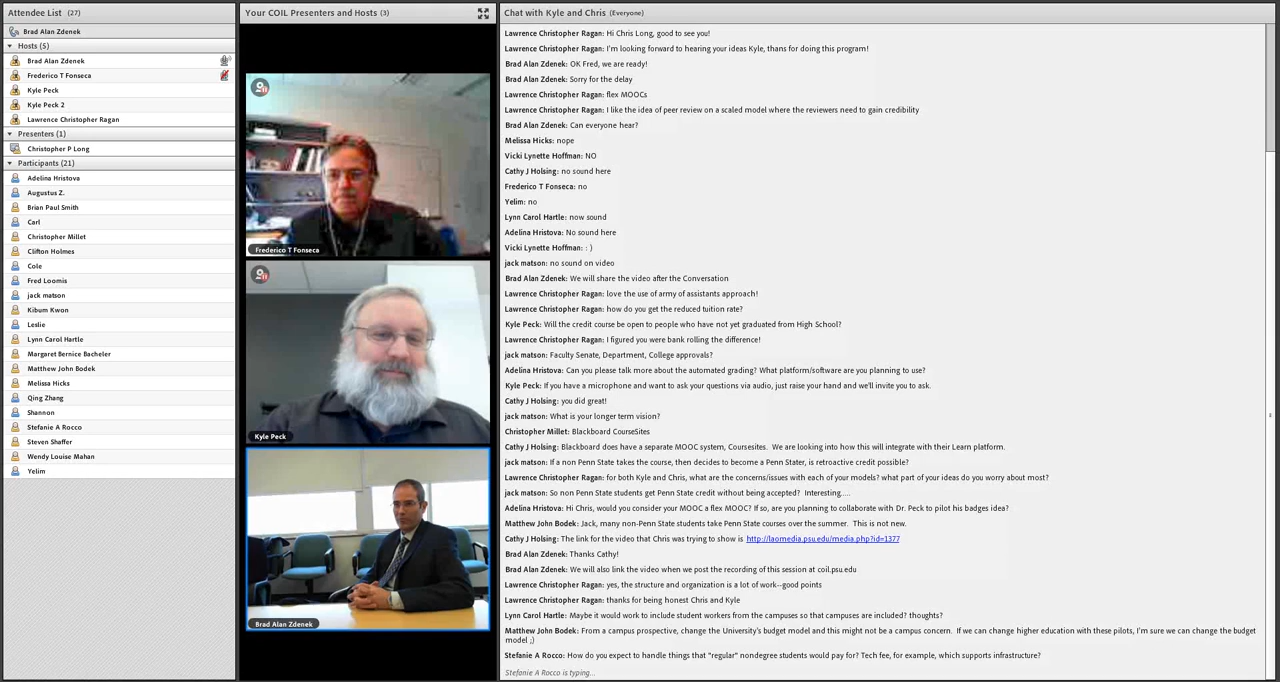 Attendee List (27)
Brad Alan Zdenek
Hosts (5)
Brad Alan Zdenek
Frederico T Fonseca
Kyle Peck
Kyle Peck 2
Lawrence Christopher Ragan
Presenters (1)
Christopher P Long
Participants (21)
Adelina Hristova
Augustus Z.
Brian Paul Smith
Carl
Christopher Millet
Clifton Holmes
Cole
Fred Loomis
jack matson
Kibum Kwon
Leslie
Lynn Carol Hartle
Margaret Bernice Bacheler
Matthew John Bodek
Melissa Hicks
Qing Zhang
Shannon
Stefanie A Rocco
Steven Shaffer
Wendy Louise Mahan
Yelim
Your COIL Presenters and Hosts (3)
Frederico T Fonseca
Kyle Peck
Brad Alan Zdenek
Chat with Kyle and Chris (Everyone)
Lawrence Christopher Ragan: Hi Chris Long, good to see you!
Lawrence Christopher Ragan: I'm looking forward to hearing your ideas Kyle, thans for doing this program!
Brad Alan Zdenek: OK Fred, we are ready!
Brad Alan Zdenek: Sorry for the delay
Lawrence Christopher Ragan: flex MOOCs
Lawrence Christopher Ragan: I like the idea of peer review on a scaled model where the reviewers need to gain credibility
Brad Alan Zdenek: Can everyone hear?
Melissa Hicks: nope
Vicki Lynette Hoffman: NO
Cathy J Holsing: no sound here
Frederico T Fonseca: no
Yelim: no
Lynn Carol Hartle: now sound
Adelina Hristova: No sound here
Vicki Lynette Hoffman: : )
jack matson: no sound on video
Brad Alan Zdenek: We will share the video after the Conversation
Lawrence Christopher Ragan: love the use of army of assistants approach!
Lawrence Christopher Ragan: how do you get the reduced tuition rate?
Kyle Peck: Will the credit course be open to people who have not yet graduated from High School?
Lawrence Christopher Ragan: I figured you were bank rolling the difference!
jack matson: Faculty Senate, Department, College approvals?
Adelina Hristova: Can you please talk more about the automated grading? What platform/software are you planning to use?
Kyle Peck: If you have a microphone and want to ask your questions via audio, just raise your hand and we'll invite you to ask.
Cathy J Holsing: you did great!
jack matson: What is your longer term vision?
Christopher Millet: Blackboard CourseSites
Cathy J Holsing: Blackboard does have a separate MOOC system, Coursesites. We are looking into how this will integrate with their Learn platform.
jack matson: If a non Penn State takes the course, then decides to become a Penn Stater, is retroactive credit possible?
Lawrence Christopher Ragan: for both Kyle and Chris, what are the concerns/issues with each of your models? what part of your ideas do you worry about most?
jack matson: So non Penn State students get Penn State credit without being accepted? Interesting....
Adelina Hristova: Hi Chris, would you consider your MOOC a flex MOOC? If so, are you planning to collaborate with Dr. Peck to pilot his badges idea?
Matthew John Bodek: Jack, many non-Penn State students take Penn State courses over the summer. This is not new.
Cathy J Holsing: The link for the video that Chris was trying to show is http://laomedia.psu.edu/media.php?id=1377
Brad Alan Zdenek: Thanks Cathy!
Brad Alan Zdenek: We will also link the video when we post the recording of this session at coil.psu.edu
Lawrence Christopher Ragan: yes, the structure and organization is a lot of work--good points
Lawrence Christopher Ragan: thanks for being honest Chris and Kyle
Lynn Carol Hartle: Maybe it would work to include student workers from the campuses so that campuses are included? thoughts?
Matthew John Bodek: From a campus prospective, change the University's budget model and this might not be a campus concern. If we can change higher education with these pilots, I'm sure we can change the budget
model ;)
Stefanie A Rocco: How do you expect to handle things that "regular" nondegree students would pay for? Tech fee, for example, which supports infrastructure?
Stefanie A Rocco is typing...